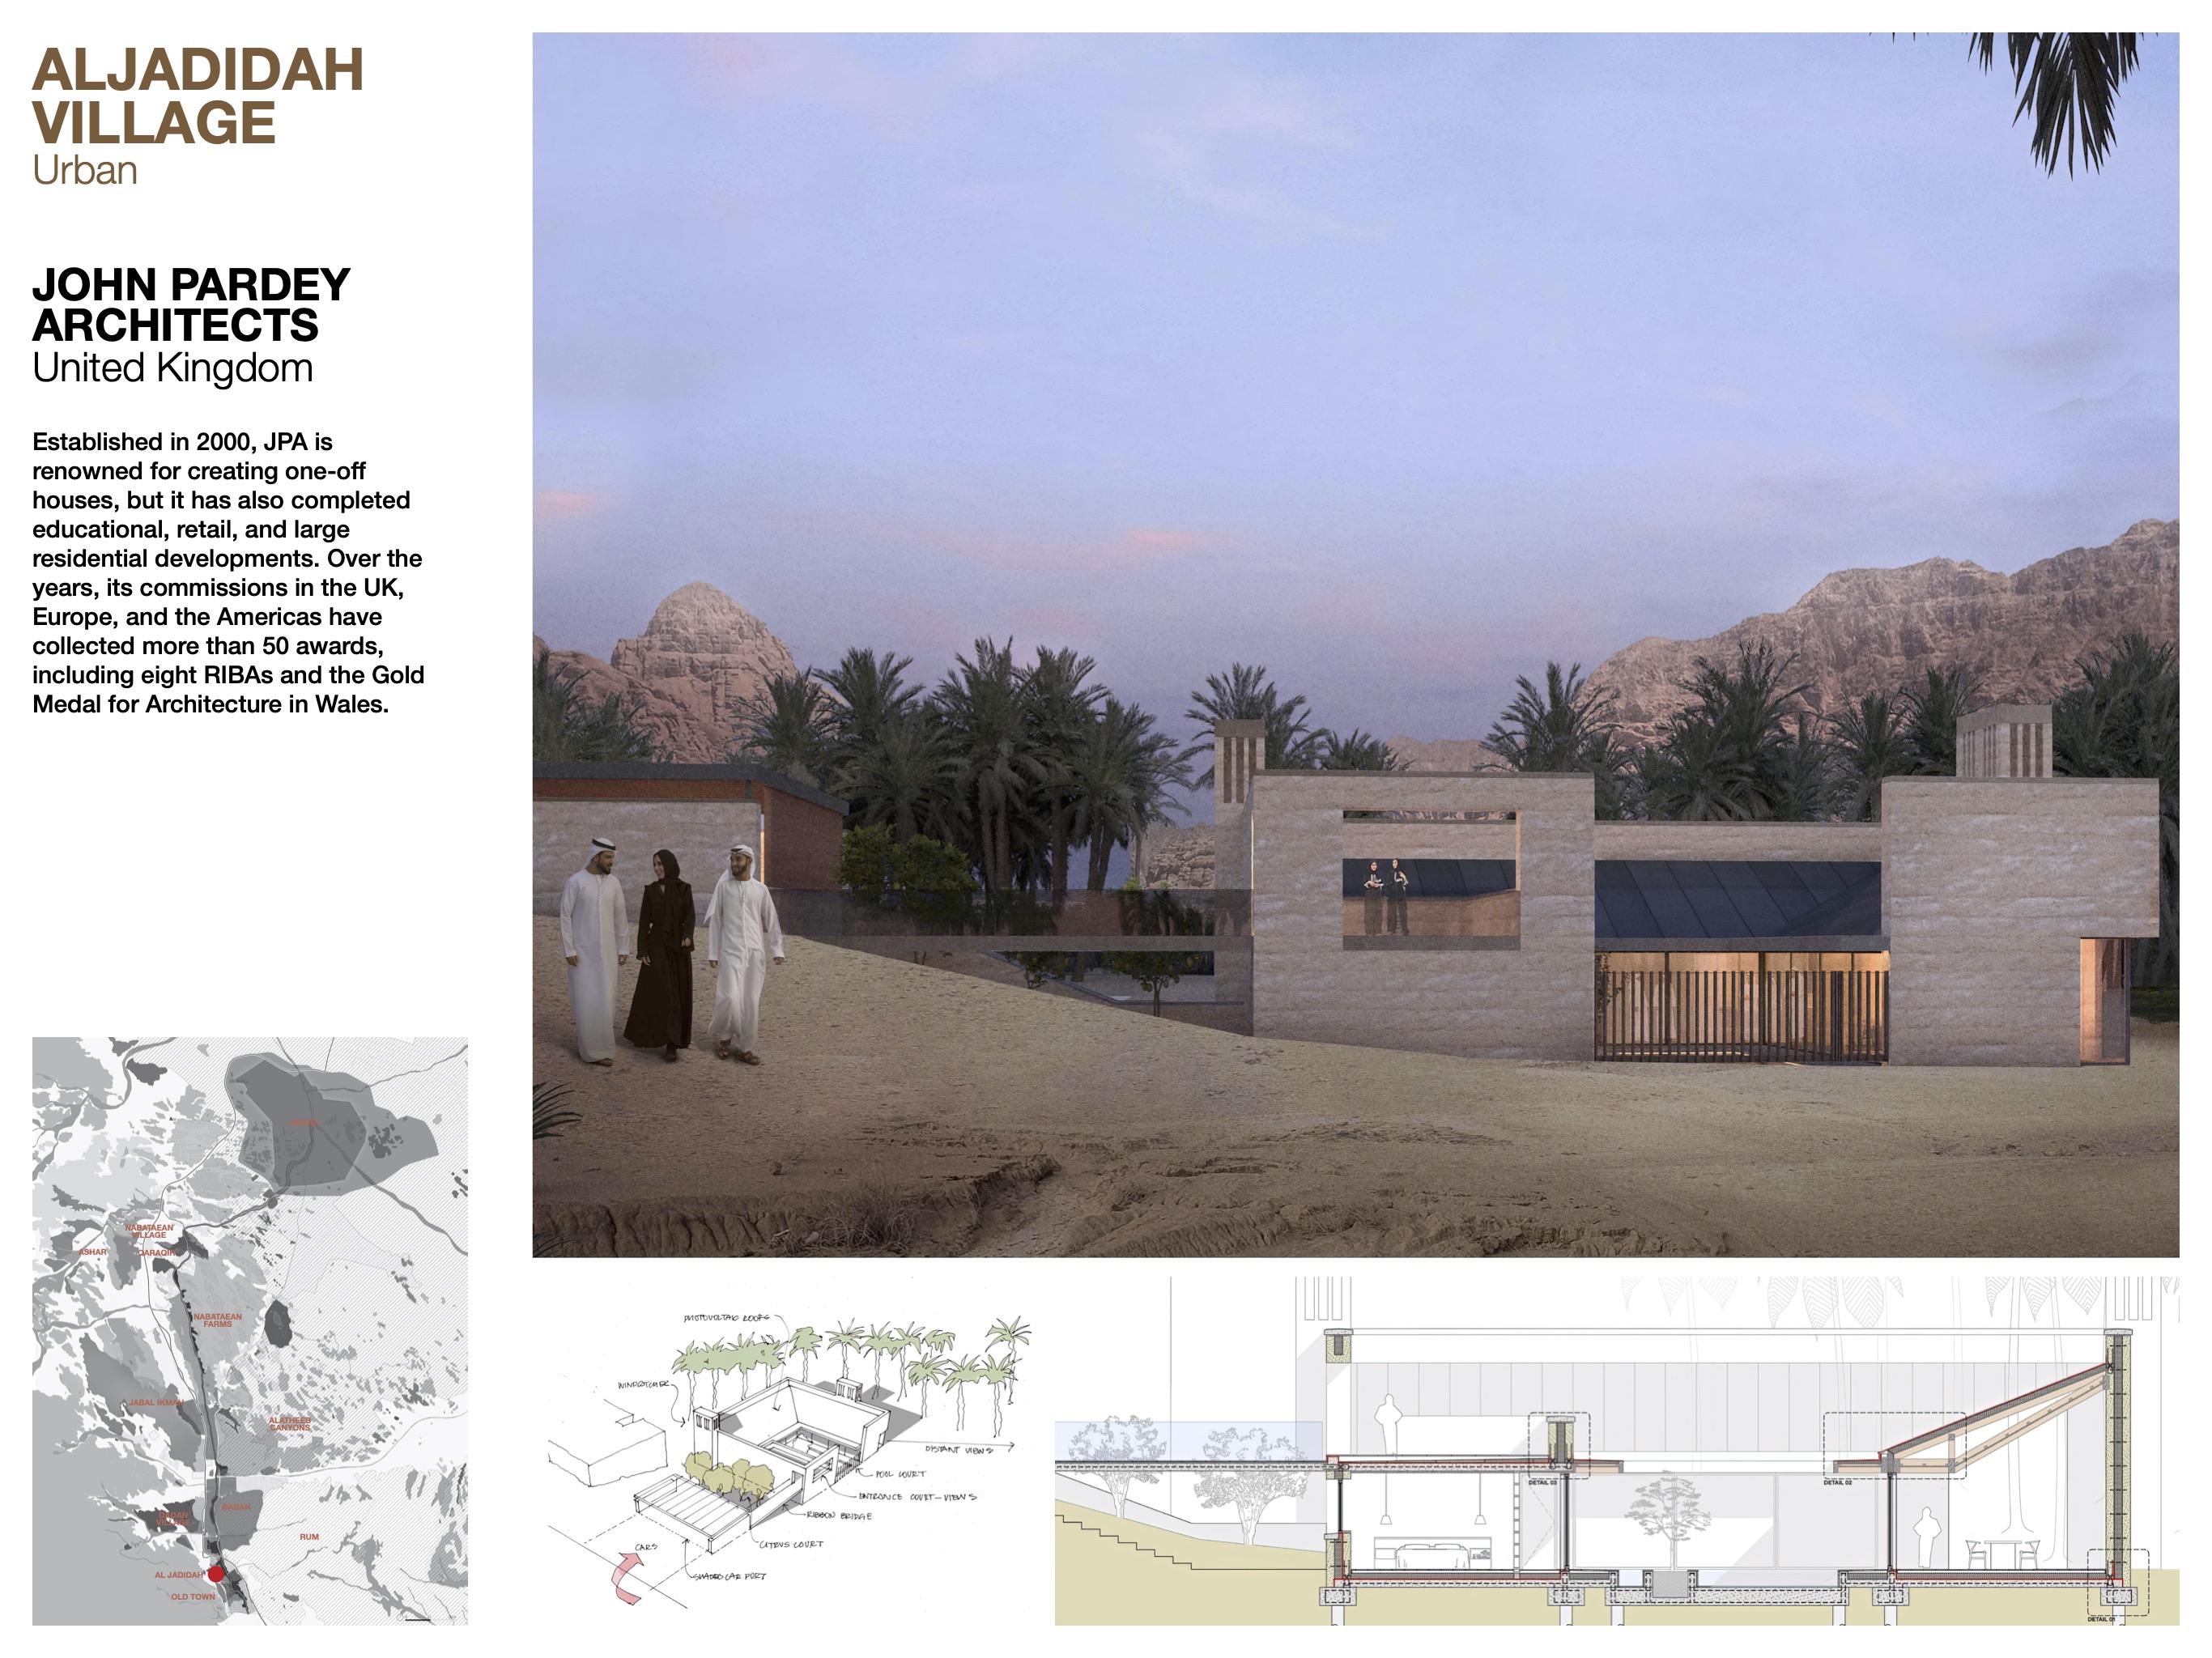 ALJADIDAH
VILLAGE
Urban
JOHN PARDEY
ARCHITECTS
United Kingdom
Established in 2000, JPA is
renowned for creating one-off
houses, but it has also completed
educational, retail, and large
residential developments. Over the
years, its commissions in the UK,
Europe, and the Americas have
collected more than 50 awards,
including eight RIBAs and the Gold
Medal for Architecture in Wales.
NABATAEAN
VILLAGE
ASHAR
QARAQIR
NABATAEAN
FARMS
JABAL IKMAH
ALATHEEB
CANYONS
DADAN
VILLAGE
DADAN
RUM
AL JADIDAH
OLD TOWN
PHOTOVOLTAIC ROOFS
WINDCATCHER
DISTANT VIEWS
POOL COURT
ENTRANCE COURT - VIEWS
RIBBON BRIDGE
CITRUS COURT
CARS
SHADED CAR PORT
DETAIL 03
DETAIL 02
DETAIL 01